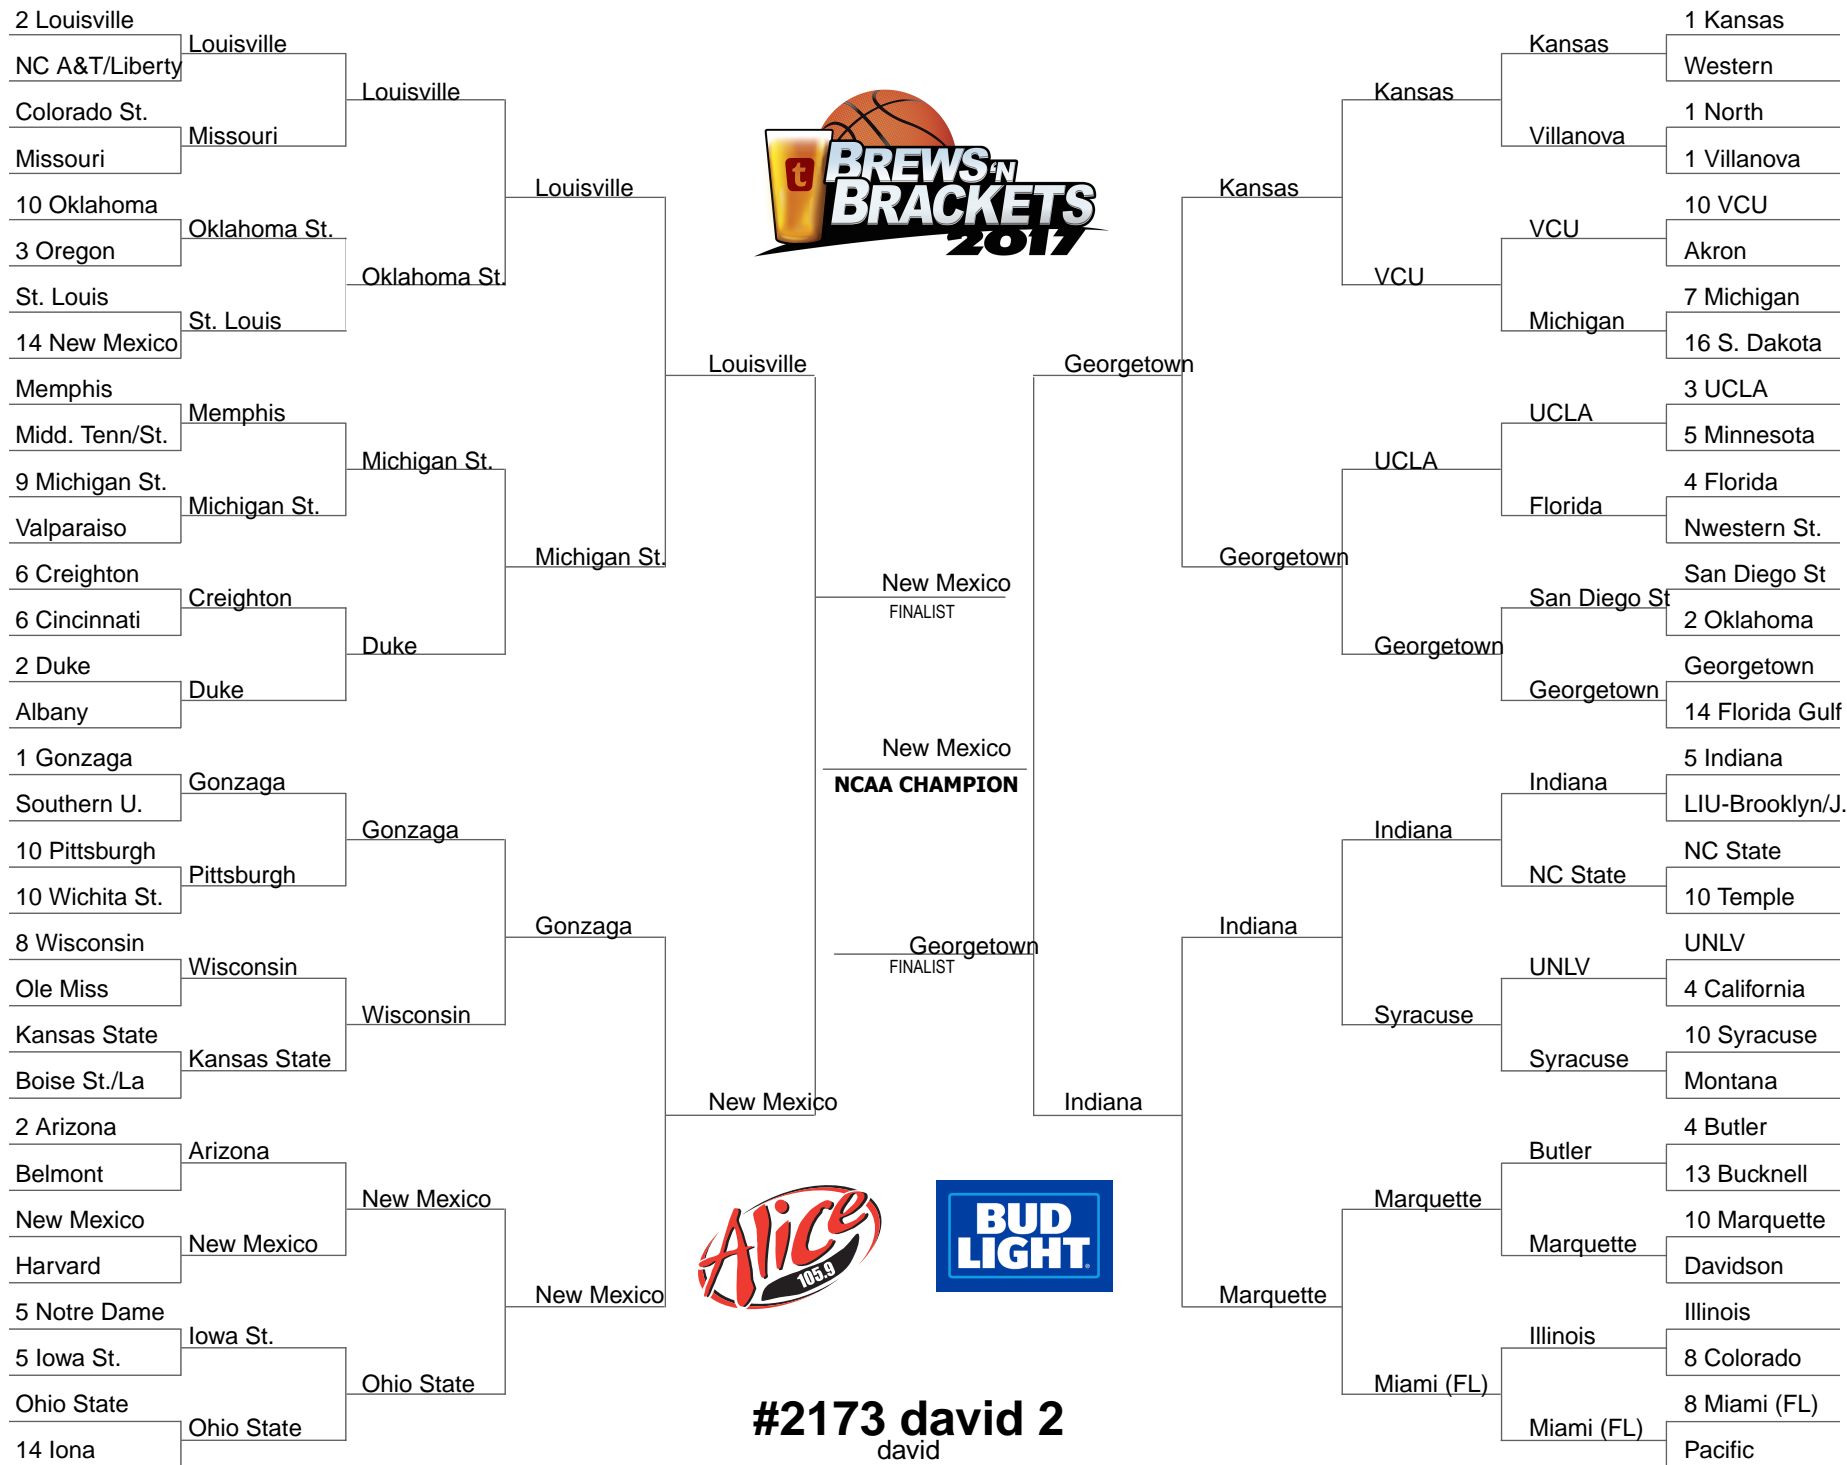 2 Louisville
NC A&T/Liberty
Colorado St.
Missouri
10 Oklahoma
3 Oregon
St. Louis
14 New Mexico
Memphis
Midd. Tenn/St.
9 Michigan St.
Valparaiso
6 Creighton
6 Cincinnati
2 Duke
Albany
1 Gonzaga
Southern U.
10 Pittsburgh
10 Wichita St.
8 Wisconsin
Ole Miss
Kansas State
Boise St./La
2 Arizona
Belmont
New Mexico
Harvard
5 Notre Dame
5 Iowa St.
Ohio State
14 Iona
Louisville
Missouri
Oklahoma St.
St. Louis
Memphis
Michigan St.
Creighton
Duke
Gonzaga
Pittsburgh
Wisconsin
Kansas State
Arizona
New Mexico
Iowa St.
Ohio State
Louisville
Oklahoma St.
Michigan St.
Duke
Gonzaga
Wisconsin
New Mexico
Ohio State
Louisville
Michigan St.
Gonzaga
New Mexico
Louisville
New Mexico
t
BREWS 'N
BRACKETS
2017
New Mexico
FINALIST
New Mexico
NCAA CHAMPION
Georgetown
FINALIST
Alice
105.9
BUD
LIGHT
#2173 david 2
david
Georgetown
Indiana
Kansas
Georgetown
Indiana
Marquette
Kansas
VCU
UCLA
Georgetown
Indiana
Syracuse
Marquette
Miami (FL)
Kansas
Villanova
VCU
Michigan
UCLA
Florida
San Diego St
Georgetown
Indiana
NC State
UNLV
Syracuse
Butler
Marquette
Illinois
Miami (FL)
1 Kansas
Western
1 North
1 Villanova
10 VCU
Akron
7 Michigan
16 S. Dakota
3 UCLA
5 Minnesota
4 Florida
Nwestern St.
San Diego St
2 Oklahoma
Georgetown
14 Florida Gulf
5 Indiana
LIU-Brooklyn/J.
NC State
10 Temple
UNLV
4 California
10 Syracuse
Montana
4 Butler
13 Bucknell
10 Marquette
Davidson
Illinois
8 Colorado
8 Miami (FL)
Pacific